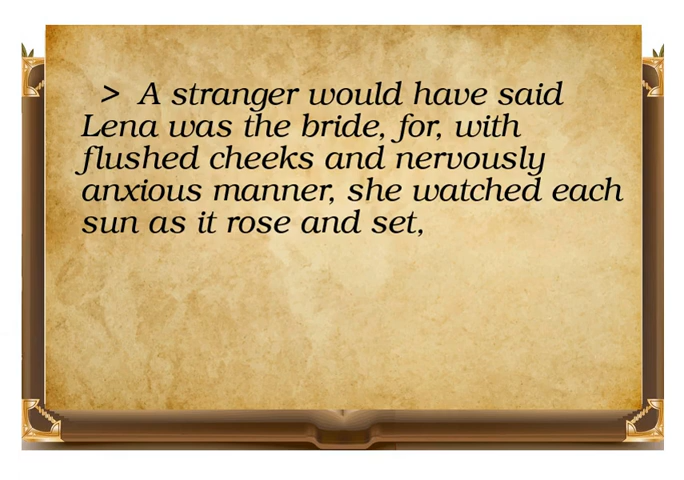 > A stranger would have said
Lena was the bride, for, with
flushed cheeks and nervously
anxious manner, she watched each
sun as it rose and set,